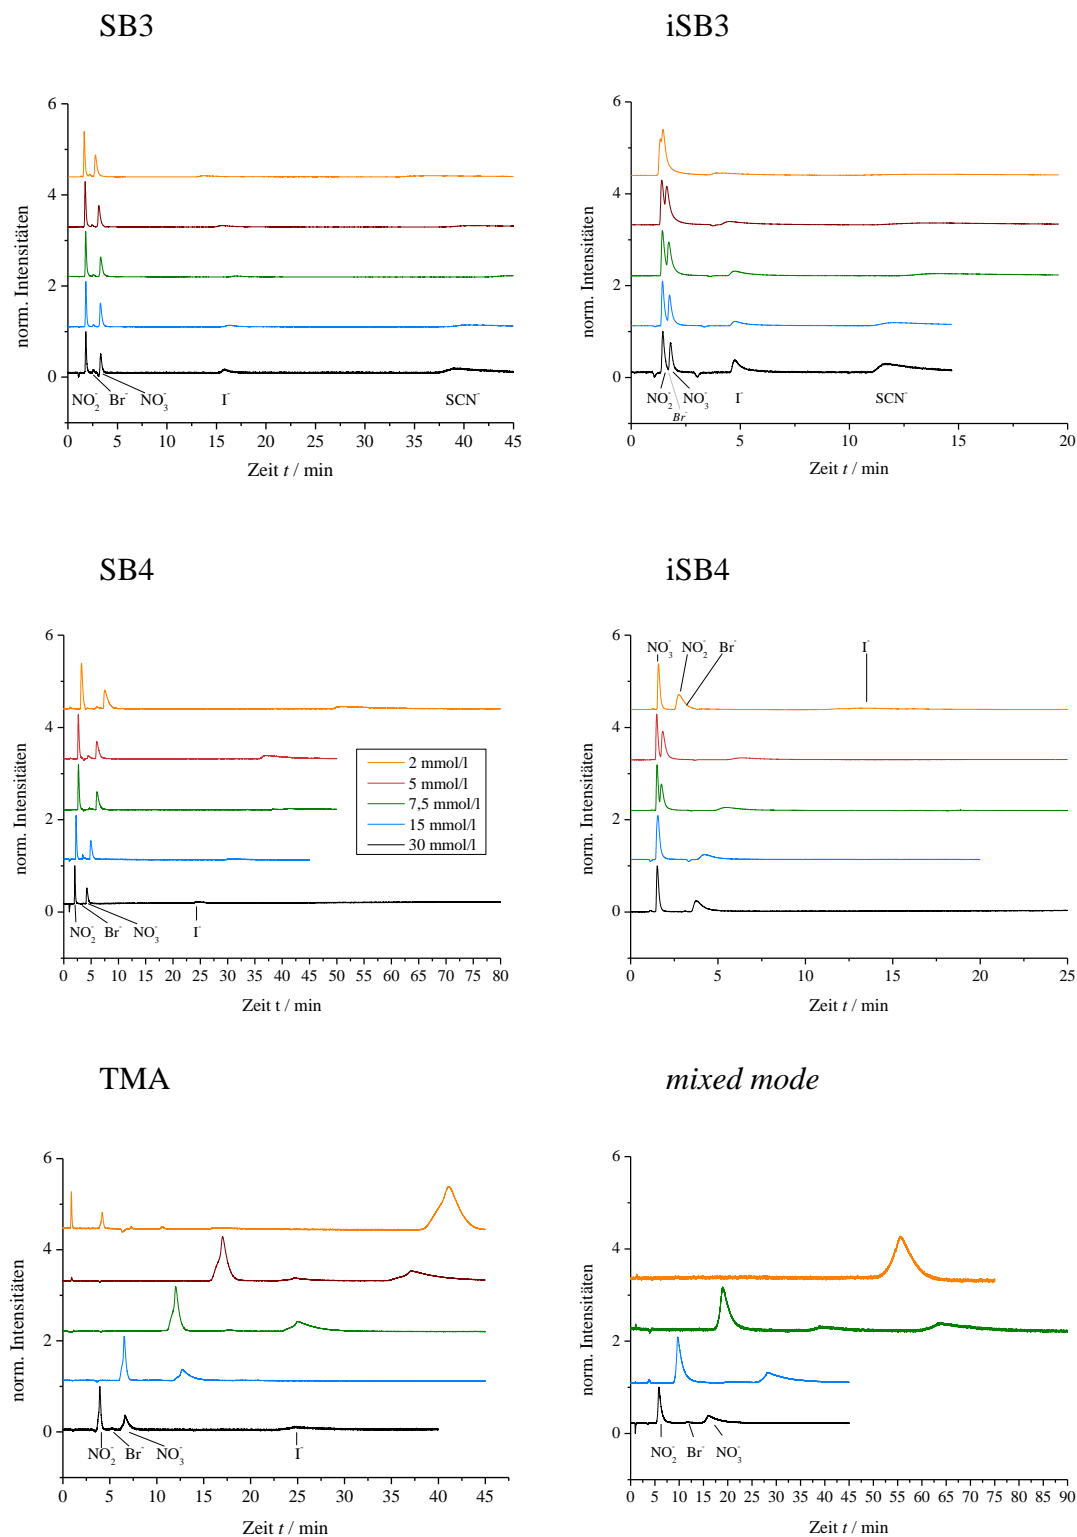 SB3
iSB3
norm. Intensitäten
6
4
2
0
NO₂⁻ Br⁻ NO₃⁻ I⁻ SCN⁻
0 5 10 15 20 25 30 35 40 45
Zeit t / min
norm. Intensitäten
6
4
2
0
NO₂⁻ Br⁻ NO₃⁻ I⁻ SCN⁻
0 5 10 15 20
Zeit t / min
SB4
iSB4
norm. Intensitäten
6
4
2
0
2 mmol/l
5 mmol/l
7,5 mmol/l
15 mmol/l
30 mmol/l
NO₂⁻ Br⁻ NO₃⁻ I⁻
0 5 10 15 20 25 30 35 40 45 50 55 60 65 70 75 80
Zeit t / min
norm. Intensitäten
6
4
2
0
NO₃⁻ NO₂⁻ Br⁻ I⁻
0 5 10 15 20 25
Zeit t / min
TMA
mixed mode
norm. Intensitäten
6
4
2
0
NO₂⁻ Br⁻ NO₃⁻ I⁻
0 5 10 15 20 25 30 35 40 45
Zeit t / min
norm. Intensitäten
6
4
2
0
NO₂⁻ Br⁻ NO₃⁻
0 5 10 15 20 25 30 35 40 45 50 55 60 65 70 75 80 85 90
Zeit t / min